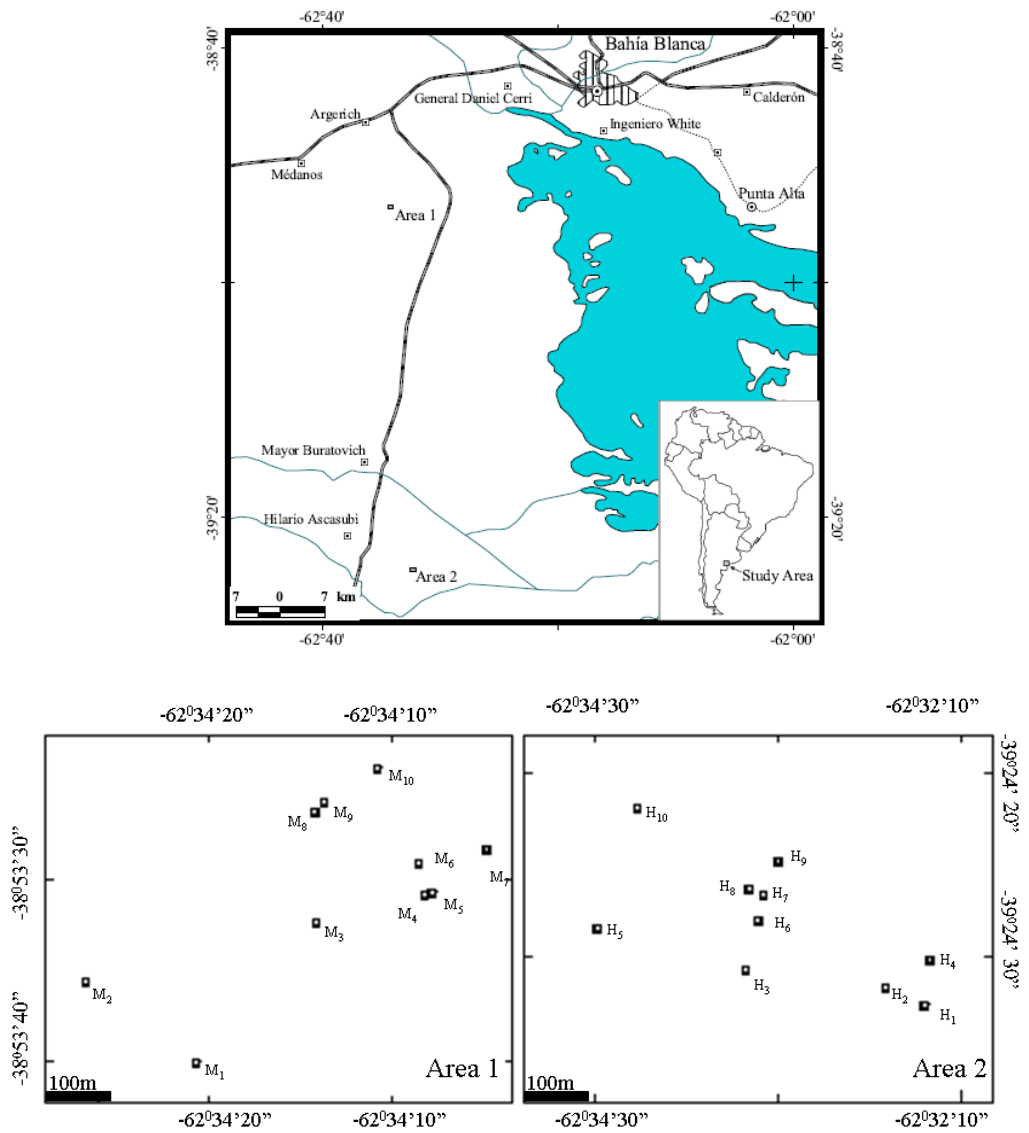 -62°40'
-62°00'
-38°40'
-38°40'
Bahía Blanca
General Daniel Cerri
Calderón
Argerich
Ingeniero White
Médanos
Punta Alta
Area 1
Mayor Buratovich
-39°20'
-39°20'
Hilario Ascasubi
Area 2
Study Area
7 0 7 km
-62°40'
-62°00'
-62⁰34'20" -62⁰34'10"
-62⁰34'30" -62⁰32'10"
M10
M9
M8
M6
M7
M5
M4
M3
M2
M1
-38⁰53'30"
-38⁰53'40"
100m
Area 1
-62⁰34'20" -62⁰34'10"
H10
H9
H8
H7
H6
H5
H4
H3
H2
H1
-39⁰24' 20"
-39⁰24' 30"
100m
Area 2
-62⁰34'30" -62⁰32'10"